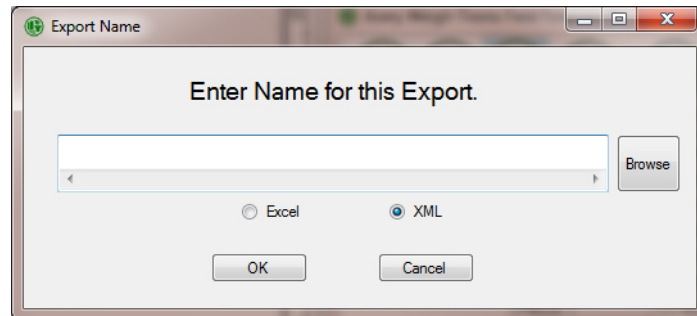 Export Name
Enter Name for this Export.
Browse
Excel
XML
OK
Cancel